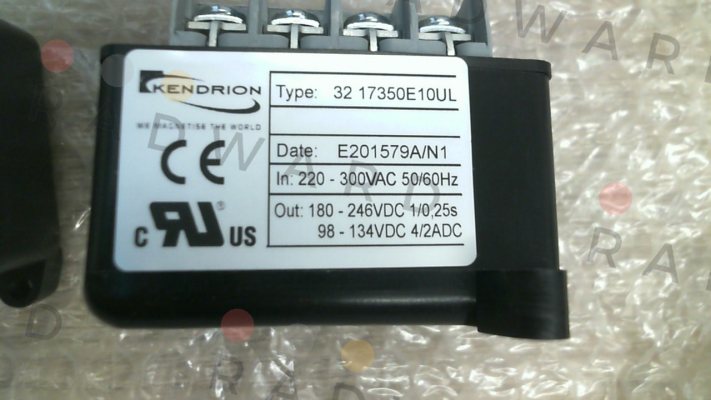 KENDRION
WE MAGNETISE THE WORLD
CE
Type: 32 17350E10UL
Date: E201579A/N1
In: 220 - 300VAC 50/60Hz
Out: 180 - 246VDC 1/0,25s
98 - 134VDC 4/2ADC
c RU ® US